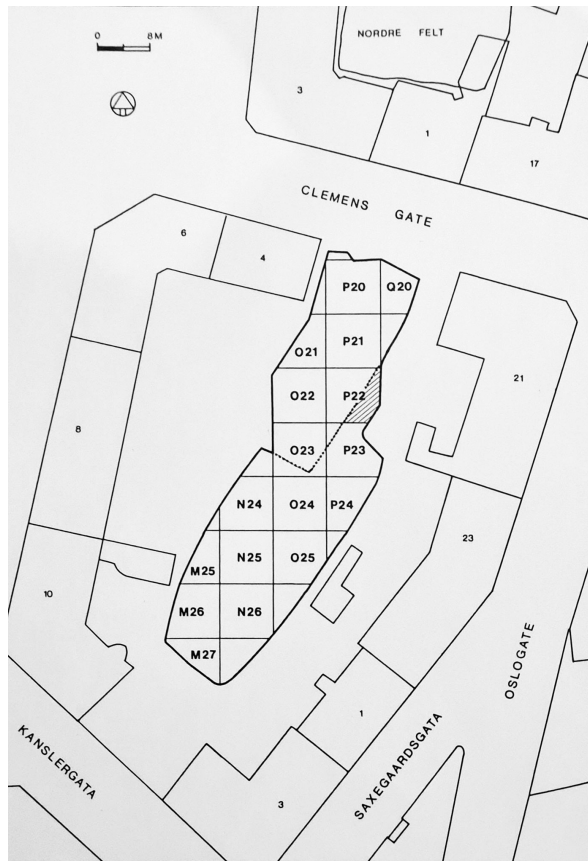 0 8M
NORDRE FELT
3
1
17
CLEMENS GATE
6
4
P20 Q20
O21 P21
21
O22 P22
8
O23 P23
N24 O24 P24
23
M25 N25 O25
10
M26 N26
M27
OSLOGATE
1
SAXEGAARDSGATA
KANSLERGATA
3